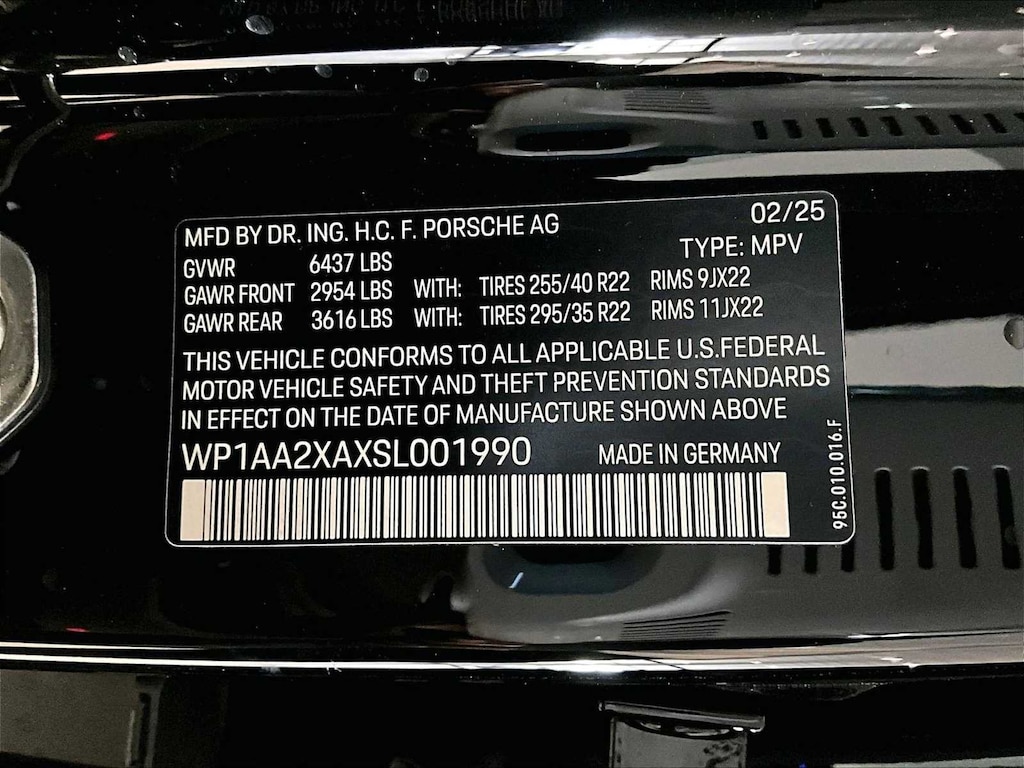 MFD BY DR. ING. H.C. F. PORSCHE AG 02/25
TYPE: MPV
GVWR 6437 LBS
GAWR FRONT 2954 LBS WITH: TIRES 255/40 R22 RIMS 9JX22
GAWR REAR 3616 LBS WITH: TIRES 295/35 R22 RIMS 11JX22
THIS VEHICLE CONFORMS TO ALL APPLICABLE U.S.FEDERAL
MOTOR VEHICLE SAFETY AND THEFT PREVENTION STANDARDS
IN EFFECT ON THE DATE OF MANUFACTURE SHOWN ABOVE
WP1AA2XAXSL001990 MADE IN GERMANY
95C.010.016.F